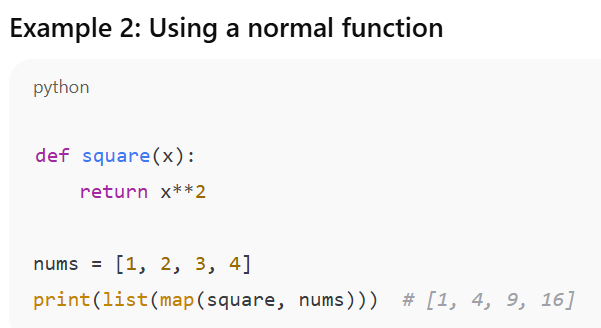 Example 2: Using a normal function
python
def square(x):
    return x**2
nums = [1, 2, 3, 4]
print(list(map(square, nums)))  # [1, 4, 9, 16]